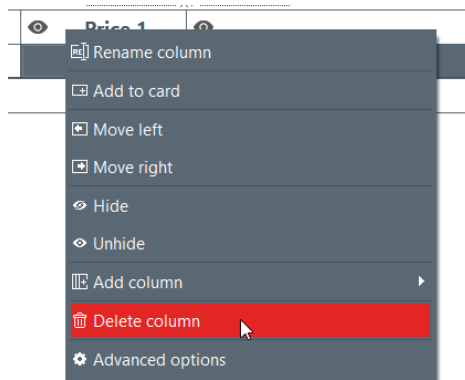 Price 1
Rename column
Add to card
Move left
Move right
Hide
Unhide
Add column
Delete column
Advanced options